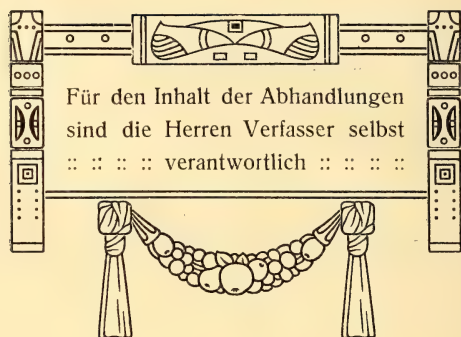 Für den Inhalt der Abhandlungen
sind die Herren Verfasser selbst
:: :: :: :: verantwortlich :: :: :: ::